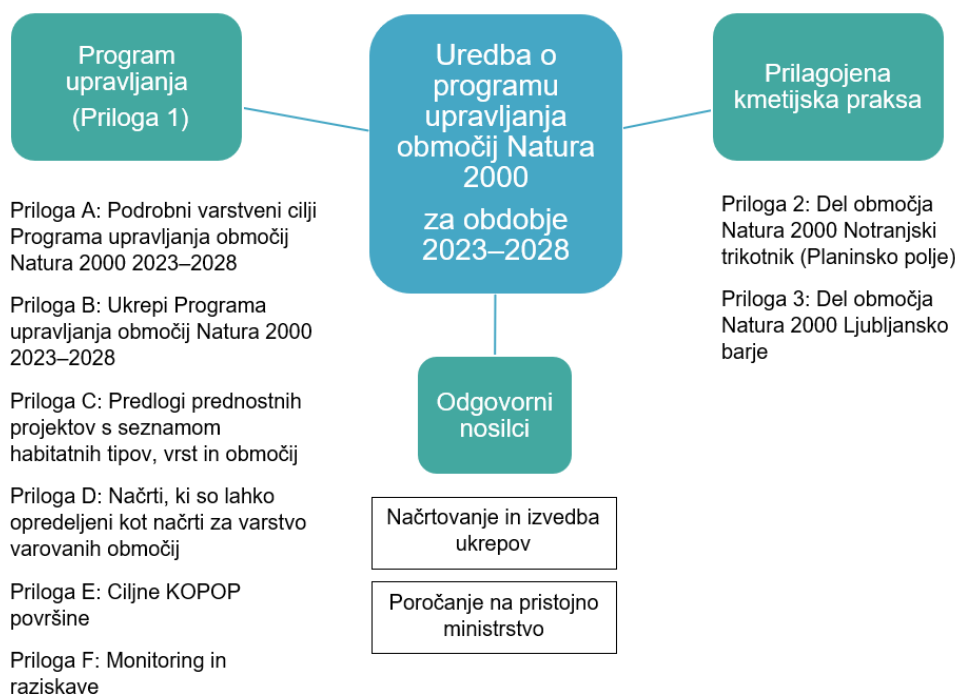 Program
upravljanja
(Priloga 1)
Priloga A: Podrobni varstveni cilji
Programa upravljanja območij
Natura 2000 2023–2028
Priloga B: Ukrepi Programa
upravljanja območij Natura 2000
2023–2028
Priloga C: Predlogi prednostnih
projektov s seznamom
habitatnih tipov, vrst in območij
Priloga D: Načrti, ki so lahko
opredeljeni kot načrti za varstvo
varovanih območij
Priloga E: Ciljne KOPOP
površine
Priloga F: Monitoring in
raziskave
Uredba o
programu
upravljanja
območij Natura
2000
za obdobje
2023–2028
Odgovorni
nosilci
Načrtovanje in izvedba
ukrepov
Poročanje na pristojno
ministrstvo
Prilagojena
kmetijska praksa
Priloga 2: Del območja
Natura 2000 Notranjski
trikotnik (Planinsko polje)
Priloga 3: Del območja
Natura 2000 Ljubljansko
barje